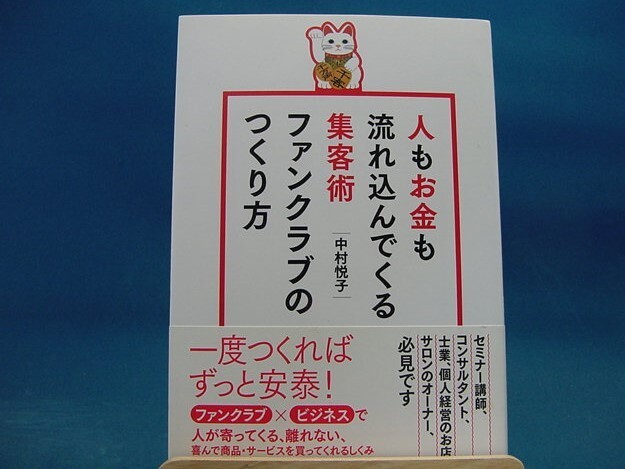 人もお金も
流れ込んでくる
集客術
ファンクラブの
つくり方
中村悦子
セミナー講師、
コンサルタント、
士業、個人経営のお店
サロンのオーナー、
必見です
一度つくれば
ずっと安泰！
ファンクラブ×ビジネスで
人が寄ってくる、離れない、
喜んで商品・サービスを買ってくれるしくみ